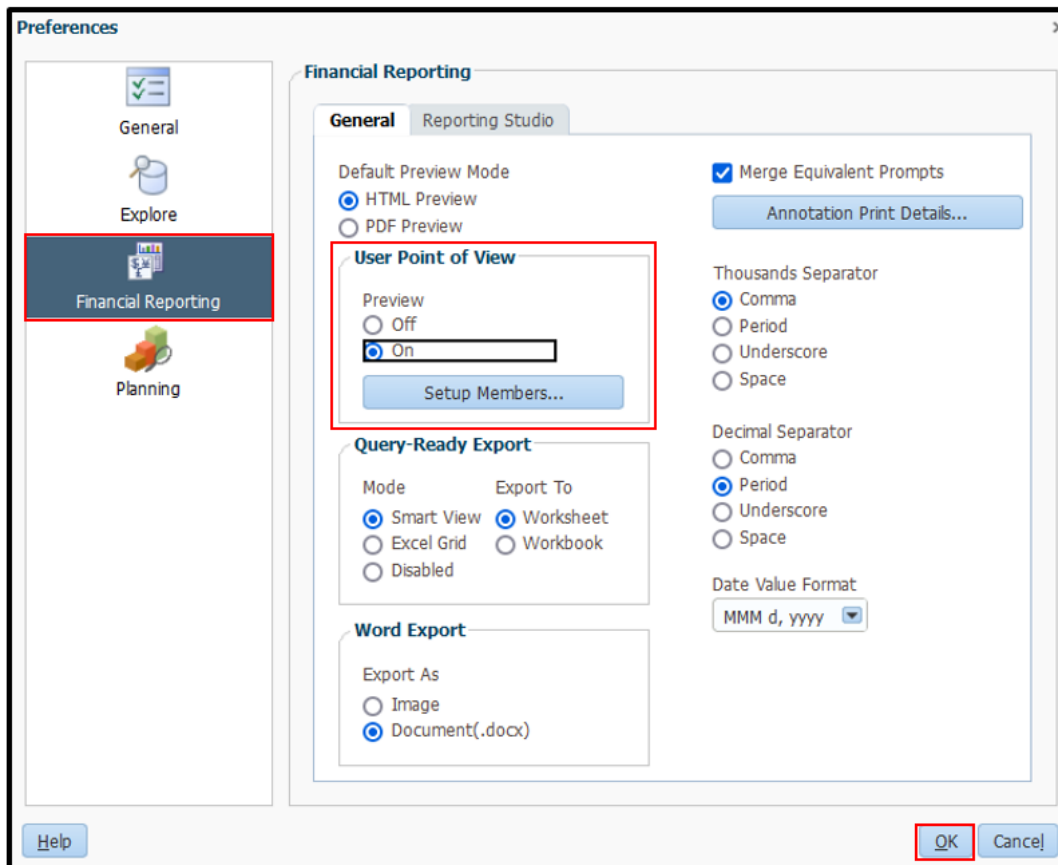 Preferences
General
Explore
Financial Reporting
Planning
Financial Reporting
General Reporting Studio
Default Preview Mode
HTML Preview
PDF Preview
User Point of View
Preview
Off
On
Setup Members...
Query-Ready Export
Mode Export To
Smart View Worksheet
Excel Grid Workbook
Disabled
Word Export
Export As
Image
Document(.docx)
Merge Equivalent Prompts
Annotation Print Details...
Thousands Separator
Comma
Period
Underscore
Space
Decimal Separator
Comma
Period
Underscore
Space
Date Value Format
MMM d, yyyy
Help
OK Cancel